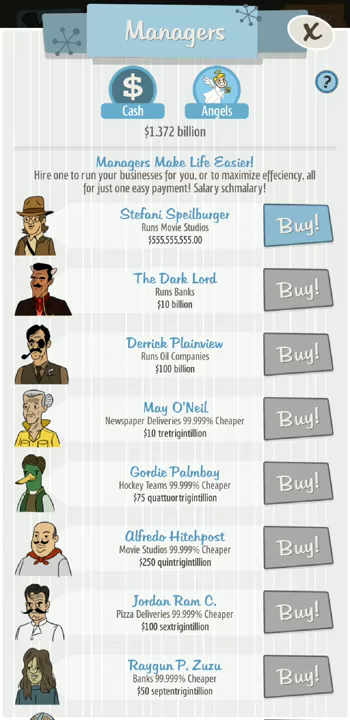 Managers
X
$
Cash
Angels
?
$1.372 billion
Managers Make Life Easier!
Hire one to run your businesses for you, or to maximize effeciency, all
for just one easy payment! Salary schmalary!
Stefani Speilburger
Runs Movie Studios
$555,555,555.00
Buy!
The Dark Lord
Runs Banks
$10 billion
Buy!
Derrick Plainview
Runs Oil Companies
$100 billion
Buy!
May O'Neil
Newspaper Deliveries 99.999% Cheaper
$10 tretrigintillion
Buy!
Gordie Palmbay
Hockey Teams 99.999% Cheaper
$75 quattuortrigintillion
Buy!
Alfredo Hitchpost
Movie Studios 99.999% Cheaper
$250 quintrigintillion
Buy!
Jordan Ram C.
Pizza Deliveries 99.999% Cheaper
$100 sextrigintillion
Buy!
Raygun P. Zuzu
Banks 99.999% Cheaper
$50 septentrigintillion
Buy!